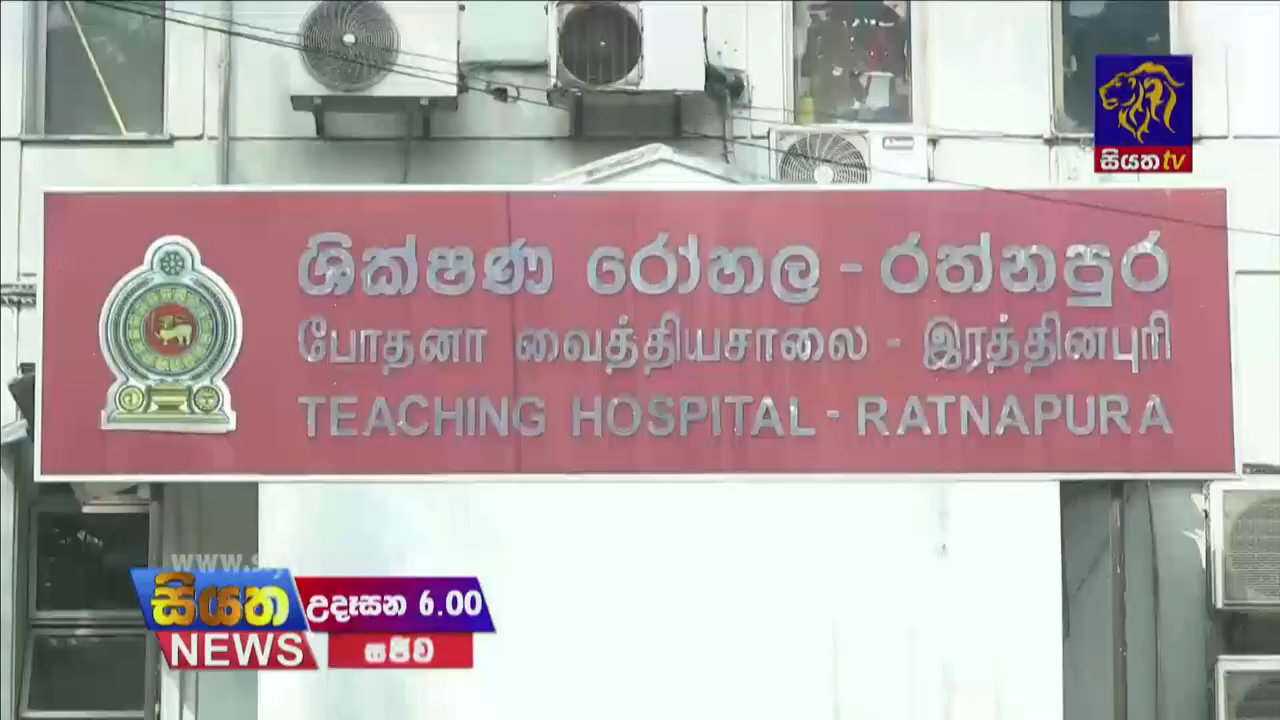 සියත tv
ශික්ෂණ රෝහල - රත්නපුර
போதனா வைத்தியசாலை - இரத்தினபுரி
TEACHING HOSPITAL - RATNAPURA
සියත උදෑසන 6.00
NEWS සජීව